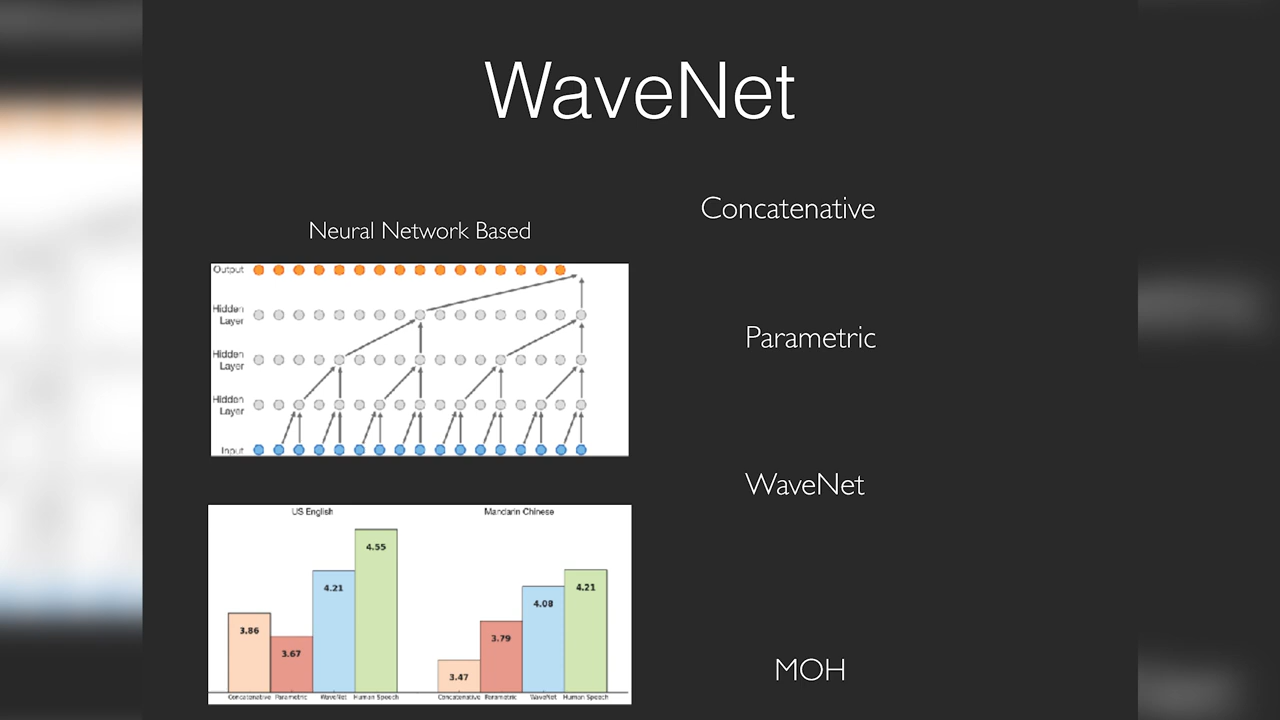 WaveNet
Neural Network Based
Output
Hidden
Layer
Hidden
Layer
Hidden
Layer
Input
US English
Mandarin Chinese
4.55
4.21
3.86
3.67
4.21
4.08
3.79
3.47
Concatenative Parametric WaveNet Human Speech
Concatenative Parametric WaveNet Human Speech
Concatenative
Parametric
WaveNet
MOH